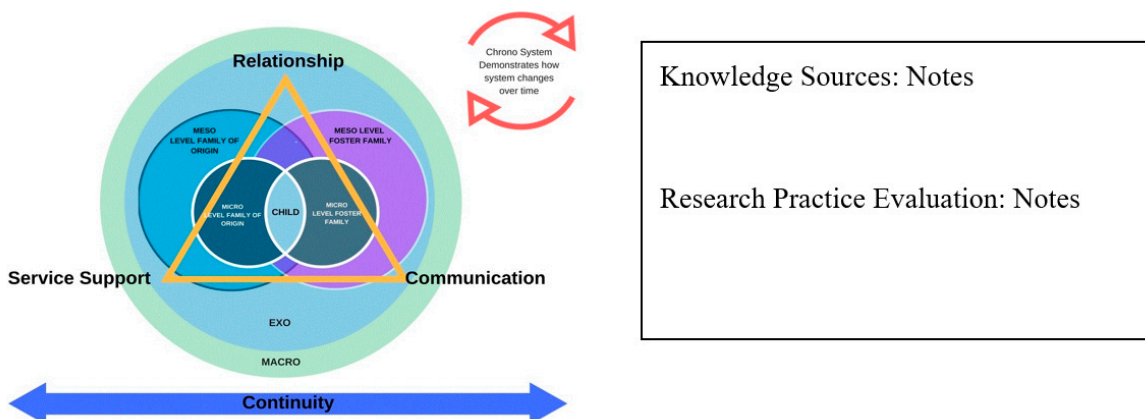 Chrono System
Demonstrates how
system changes
over time
Relationship
MESO
LEVEL FAMILY OF
ORIGIN
MESO LEVEL
FOSTER FAMILY
MICRO
LEVEL FAMILY OF
ORIGIN
CHILD
MICRO
LEVEL FOSTER
FAMILY
Service Support
Communication
EXO
MACRO
Continuity
Knowledge Sources: Notes
Research Practice Evaluation: Notes